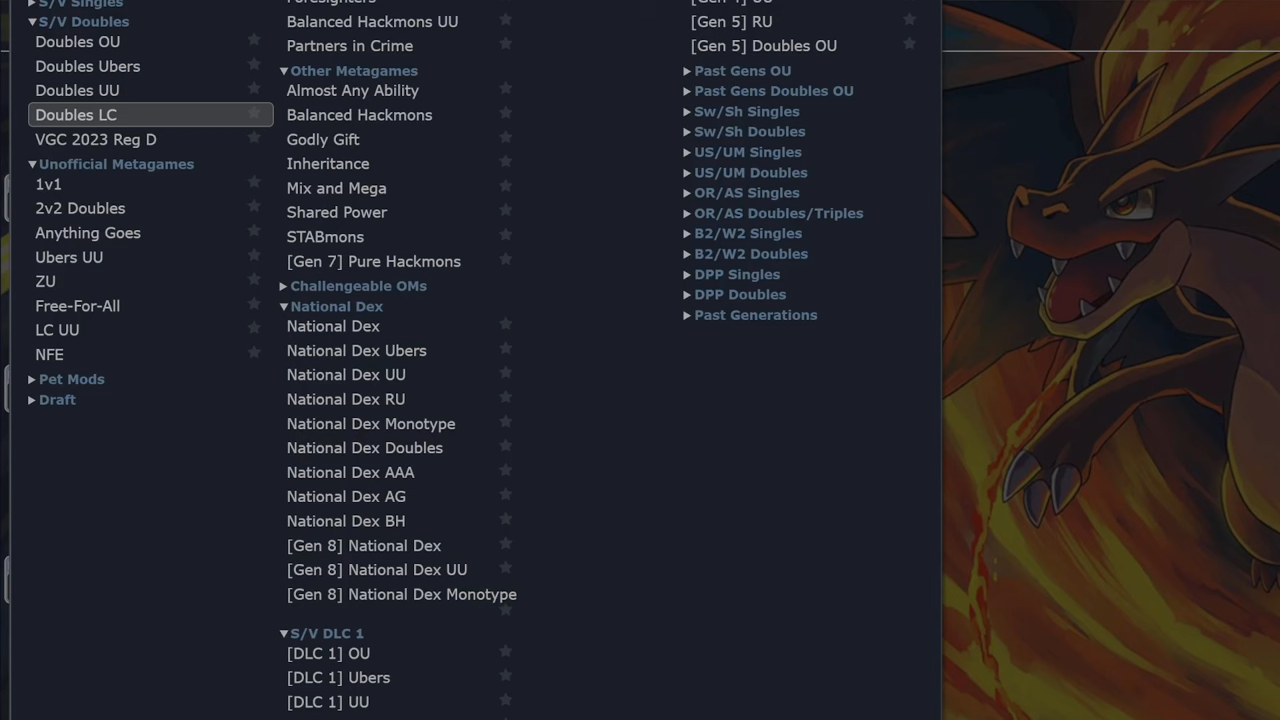 S/V Singles
S/V Doubles
Doubles OU
Doubles Ubers
Doubles UU
Doubles LC
VGC 2023 Reg D
Unofficial Metagames
1v1
2v2 Doubles
Anything Goes
Ubers UU
ZU
Free-For-All
LC UU
NFE
Pet Mods
Draft
Balanced Hackmons UU
Partners in Crime
Other Metagames
Almost Any Ability
Balanced Hackmons
Godly Gift
Inheritance
Mix and Mega
Shared Power
STABmons
[Gen 7] Pure Hackmons
Challengeable OMs
National Dex
National Dex
National Dex Ubers
National Dex UU
National Dex RU
National Dex Monotype
National Dex Doubles
National Dex AAA
National Dex AG
National Dex BH
[Gen 8] National Dex
[Gen 8] National Dex UU
[Gen 8] National Dex Monotype
S/V DLC 1
[DLC 1] OU
[DLC 1] Ubers
[DLC 1] UU
[Gen 5] RU
[Gen 5] Doubles OU
Past Gens OU
Past Gens Doubles OU
Sw/Sh Singles
Sw/Sh Doubles
US/UM Singles
US/UM Doubles
OR/AS Singles
OR/AS Doubles/Triples
B2/W2 Singles
B2/W2 Doubles
DPP Singles
DPP Doubles
Past Generations